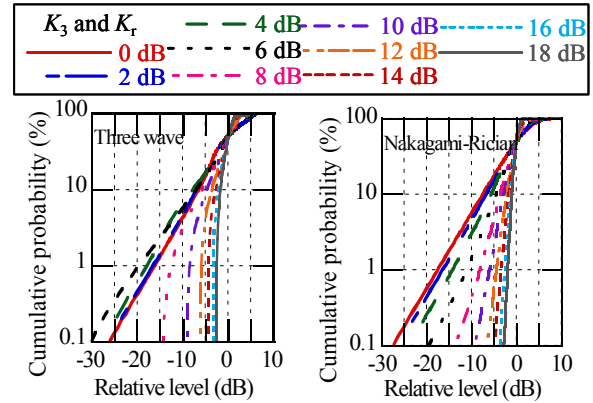 K3 and Kr
0 dB
2 dB
4 dB
6 dB
8 dB
10 dB
12 dB
14 dB
16 dB
18 dB
Cumulative probability (%)
100
10
1
0.1
Three wave
-30 -20 -10 0 10
Relative level (dB)
Cumulative probability (%)
100
10
1
0.1
Nakagami-Rician
-30 -20 -10 0 10
Relative level (dB)